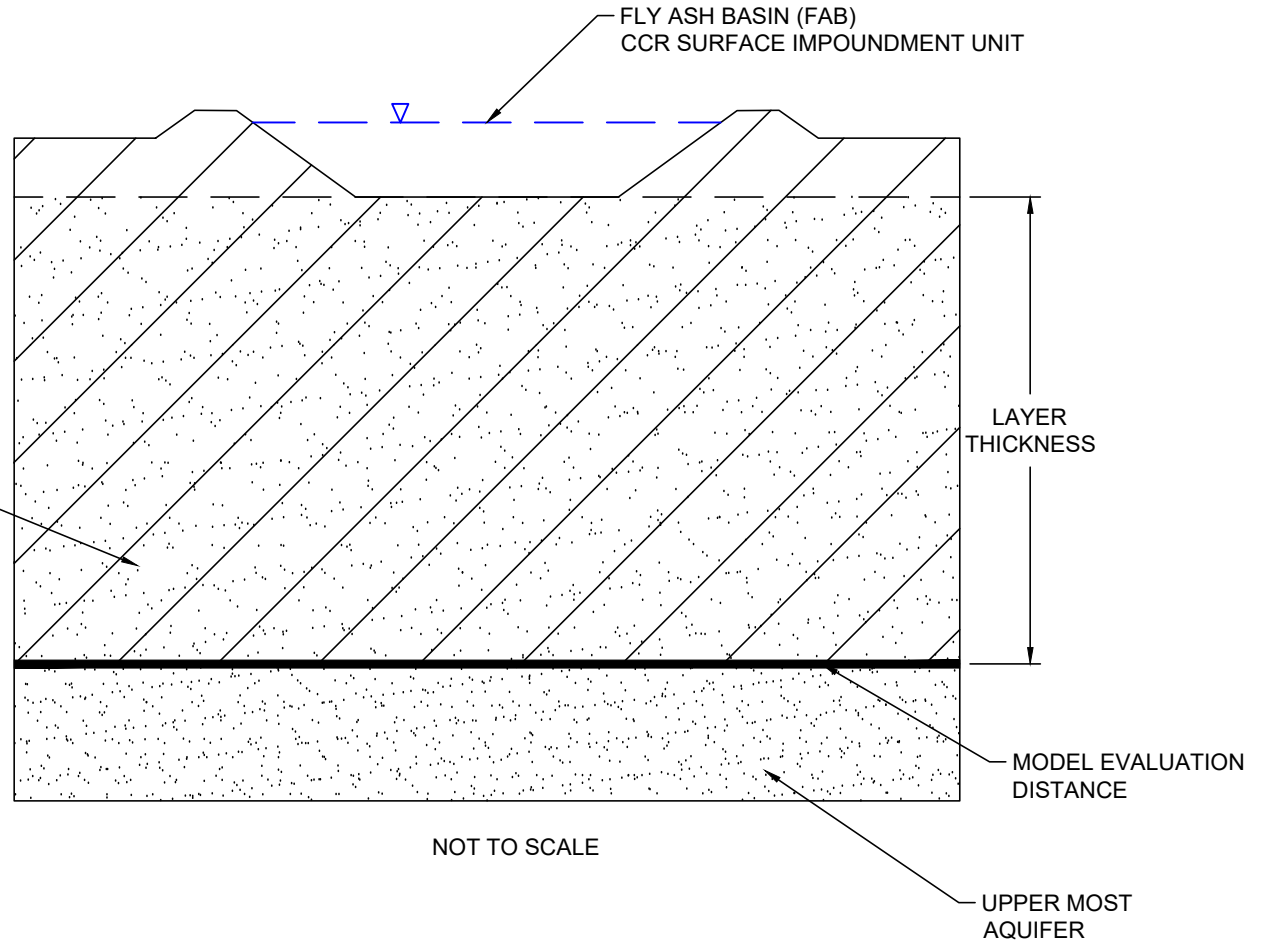 FLY ASH BASIN (FAB)
CCR SURFACE IMPOUNDMENT UNIT
LAYER
THICKNESS
MODEL EVALUATION
DISTANCE
NOT TO SCALE
UPPER MOST
AQUIFER